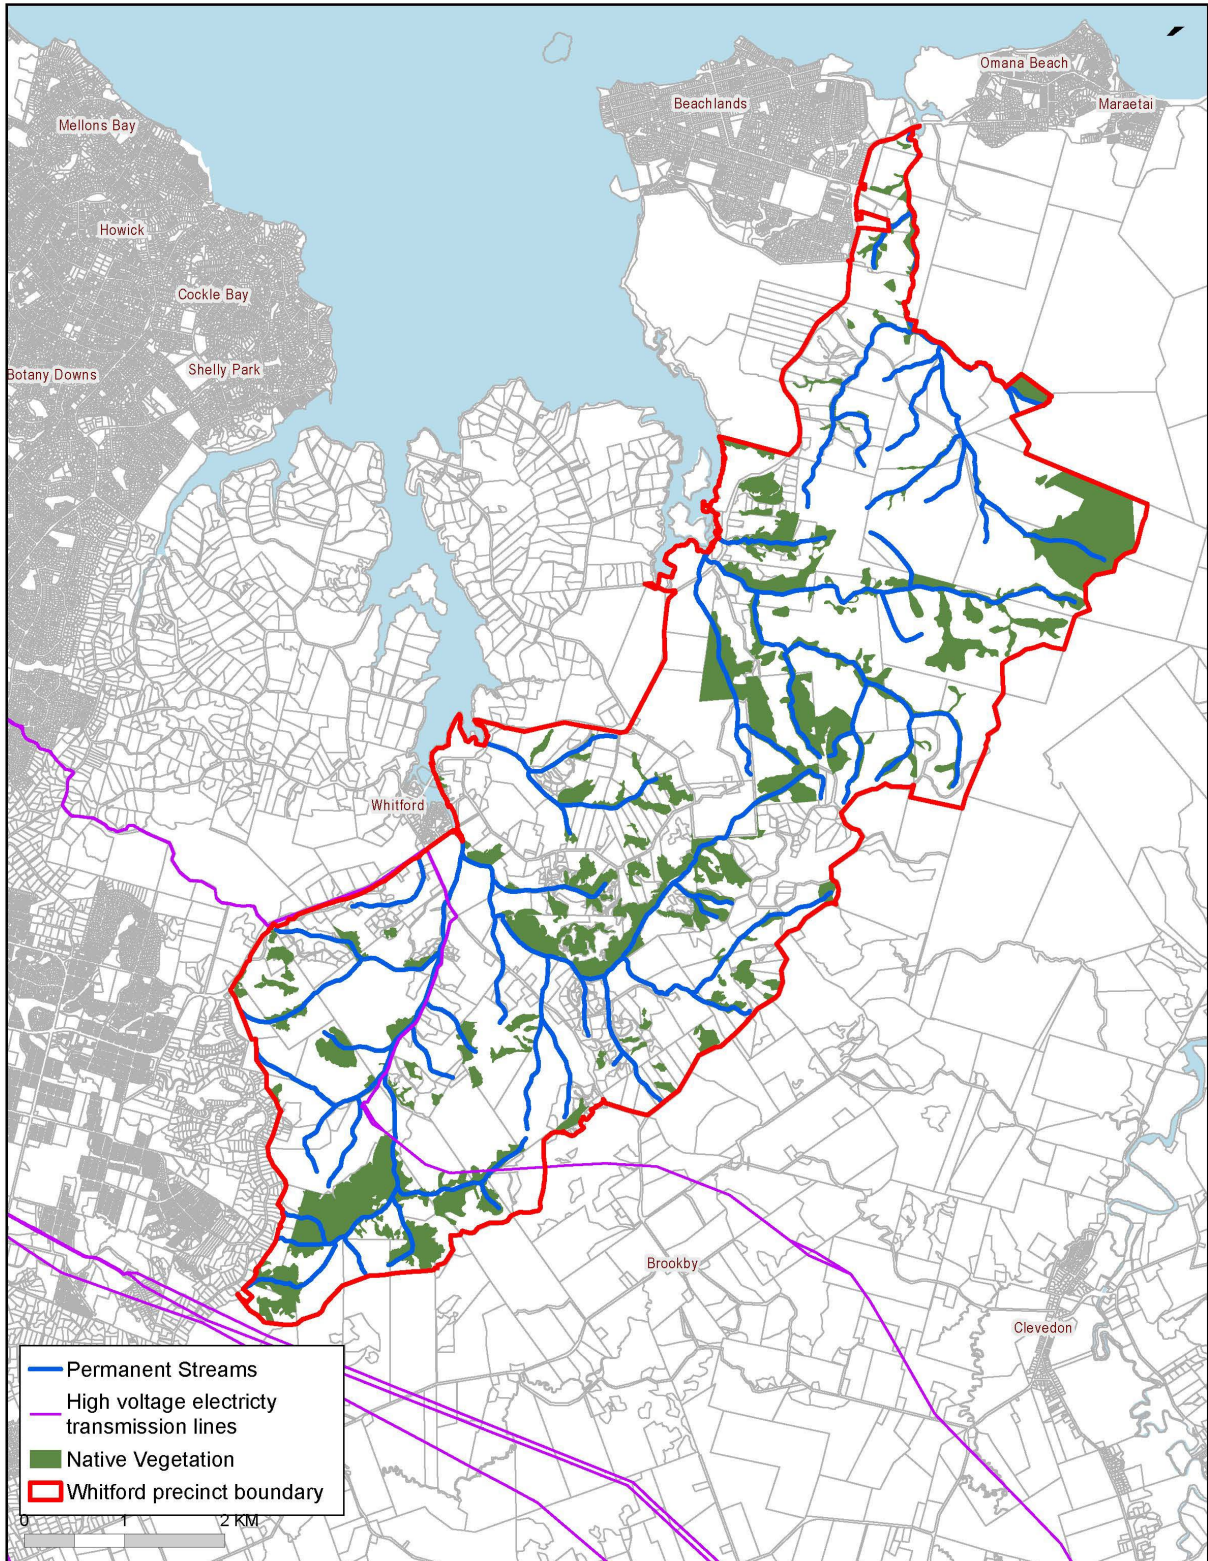 Omana Beach
Beachlands
Maraetai
Mellons Bay
Howick
Cockle Bay
Shelly Park
Botany Downs
Whitford
Brookby
Clevedon
Permanent Streams
High voltage electricty
transmission lines
Native Vegetation
Whitford precinct boundary
0 1 2 KM